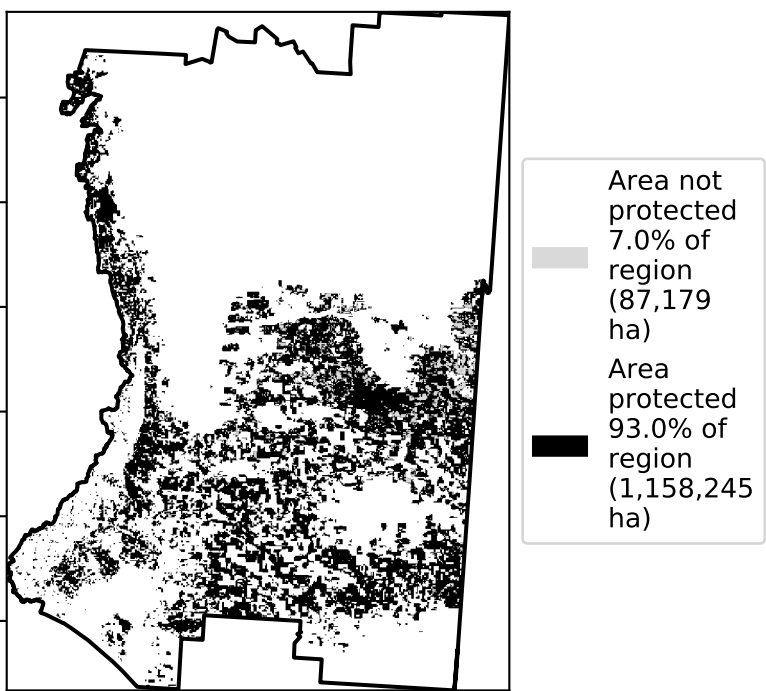 Area not
protected
7.0% of
region
(87,179
ha)
Area
protected
93.0% of
region
(1,158,245
ha)